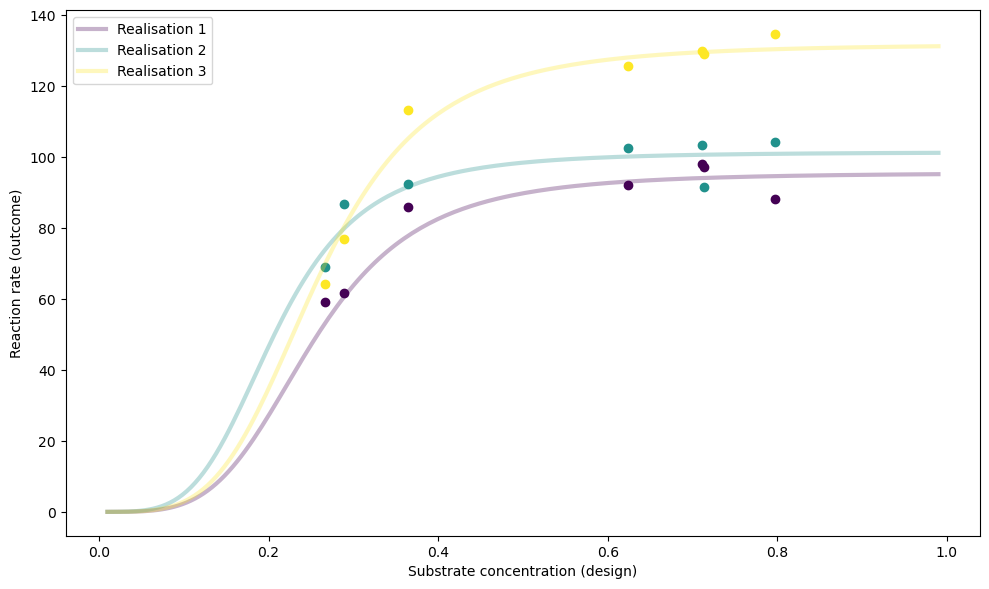 Realisation 1
Realisation 2
Realisation 3
140
120
100
80
60
40
20
0
Reaction rate (outcome)
0.0 0.2 0.4 0.6 0.8 1.0
Substrate concentration (design)